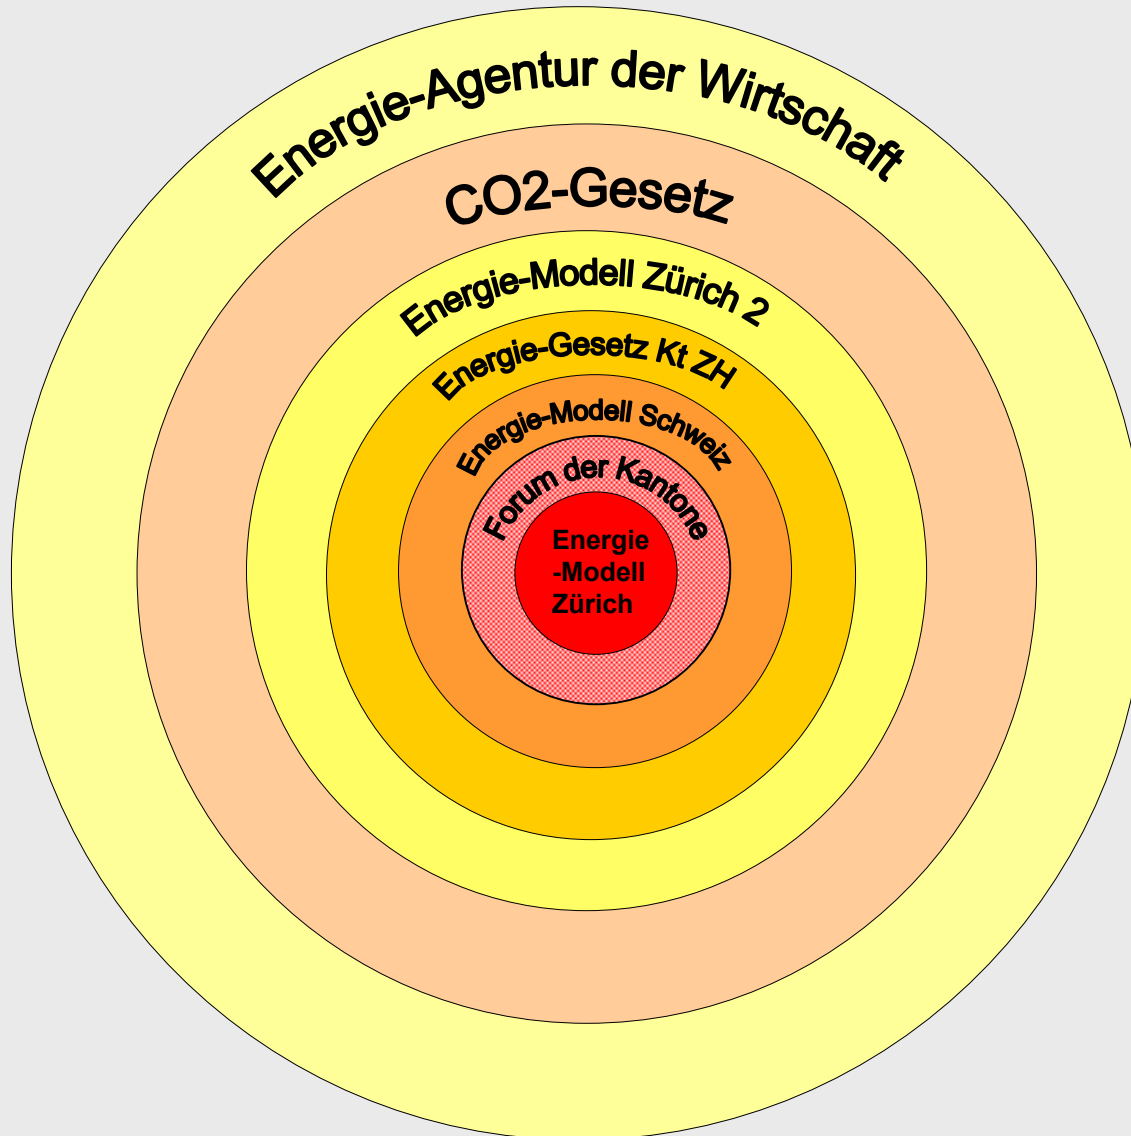 Energie-Agentur der Wirtschaft
CO2-Gesetz
Energie-Modell Zürich 2
Energie-Gesetz Kt ZH
Energie-Modell Schweiz
Forum der Kantone
Energie
-Modell
Zürich